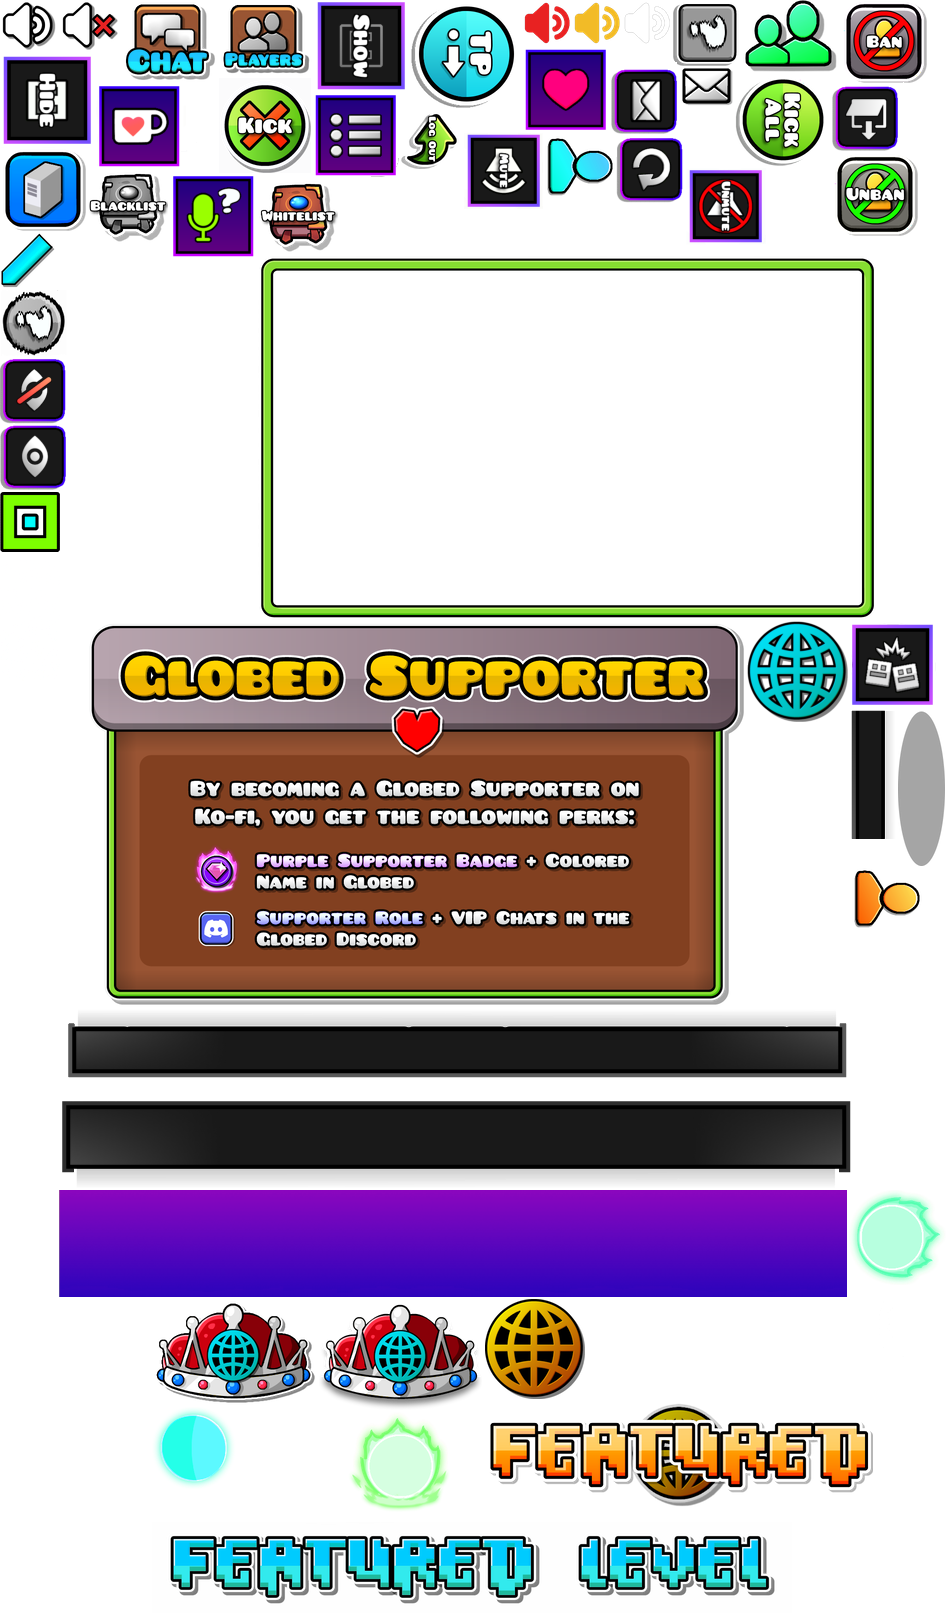 Chat
Players
SHOW
TP
Ban
HIDE
Kick
LOG OUT
MUTE
Kick
All
Blacklist
Whitelist
UNMUTE
Unban
Globed Supporter
By becoming a Globed Supporter on
Ko-fi, you get the following perks:
Purple Supporter Badge + Colored
Name in Globed
Supporter Role + VIP Chats in the
Globed Discord
FEATURED
FEATURED LEVEL